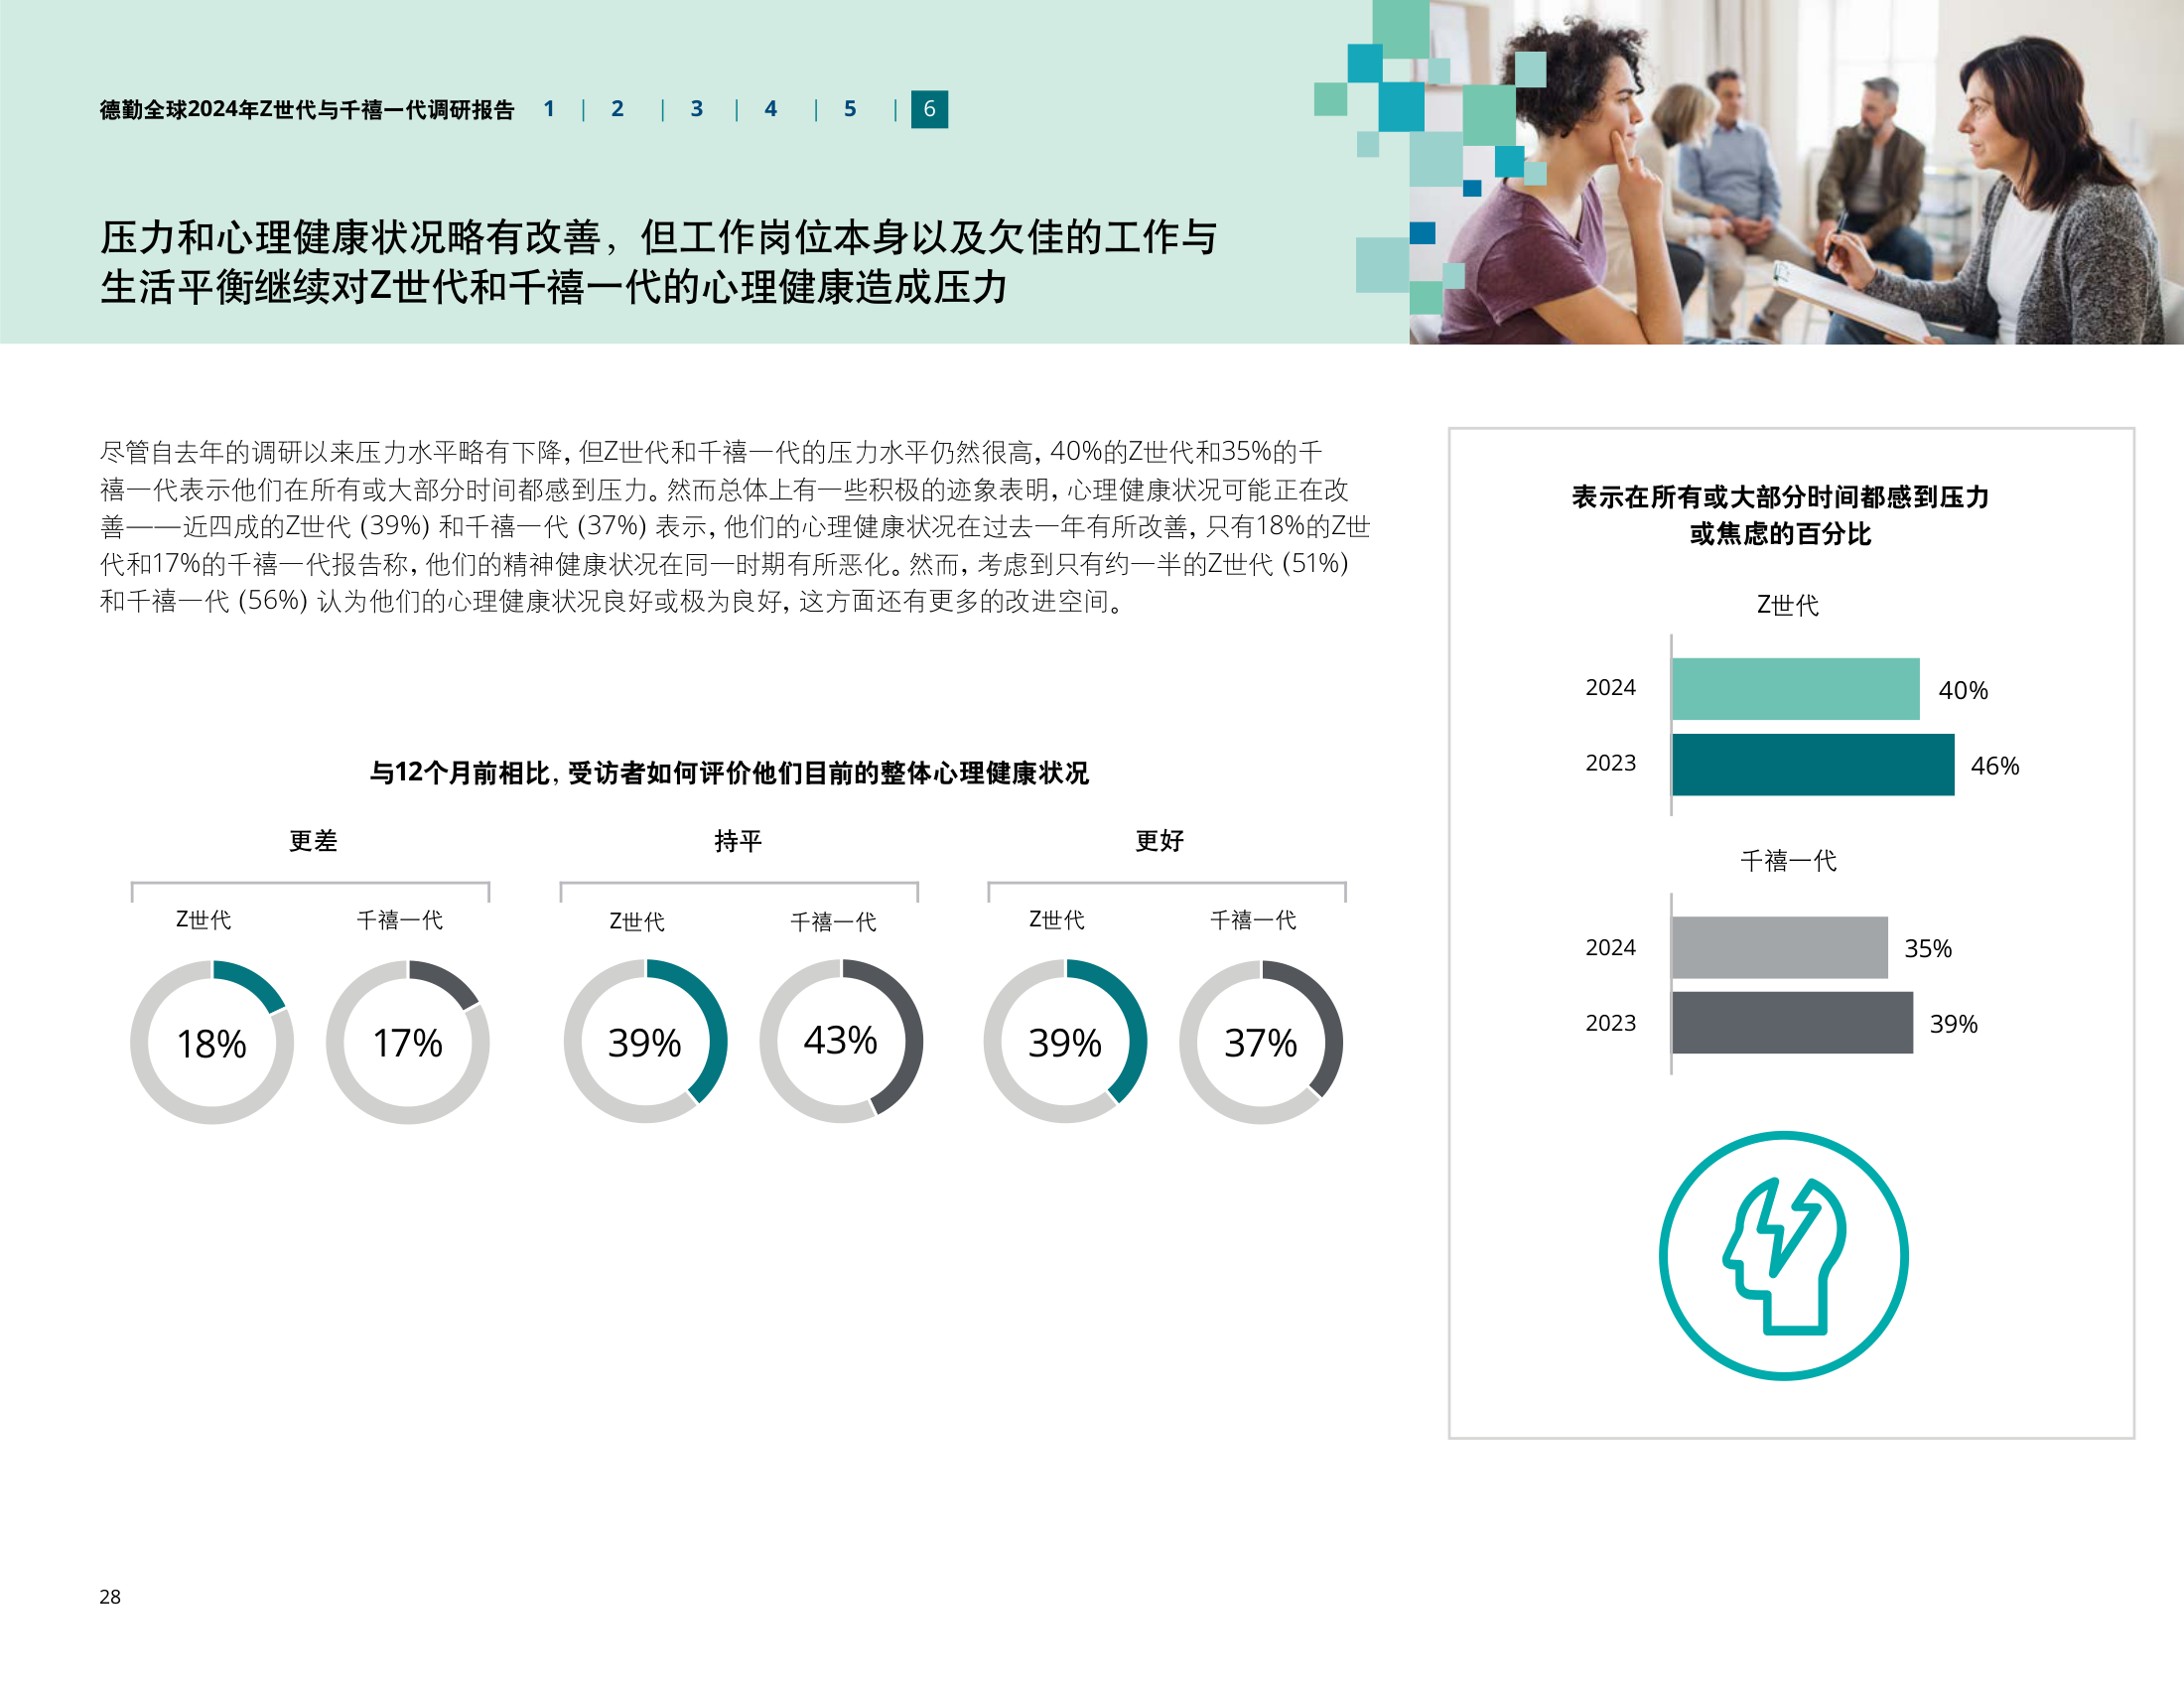 德勤全球2024年Z世代与千禧一代调研报告 1 | 2 | 3 | 4 | 5 | 6
压力和心理健康状况略有改善，但工作岗位本身以及欠佳的工作与
生活平衡继续对Z世代和千禧一代的心理健康造成压力
尽管自去年的调研以来压力水平略有下降，但Z世代和千禧一代的压力水平仍然很高，40%的Z世代和35%的千
禧一代表示他们在所有或大部分时间都感到压力。然而总体上有一些积极的迹象表明，心理健康状况可能正在改
善——近四成的Z世代 (39%) 和千禧一代 (37%) 表示，他们的心理健康状况在过去一年有所改善，只有18%的Z世
代和17%的千禧一代报告称，他们的精神健康状况在同一时期有所恶化。然而，考虑到只有约一半的Z世代 (51%)
和千禧一代 (56%) 认为他们的心理健康状况良好或极为良好，这方面还有更多的改进空间。
与12个月前相比，受访者如何评价他们目前的整体心理健康状况
更差 持平 更好
Z世代 千禧一代 Z世代 千禧一代 Z世代 千禧一代
18% 17% 39% 43% 39% 37%
表示在所有或大部分时间都感到压力
或焦虑的百分比
Z世代
2024 40%
2023 46%
千禧一代
2024 35%
2023 39%
28